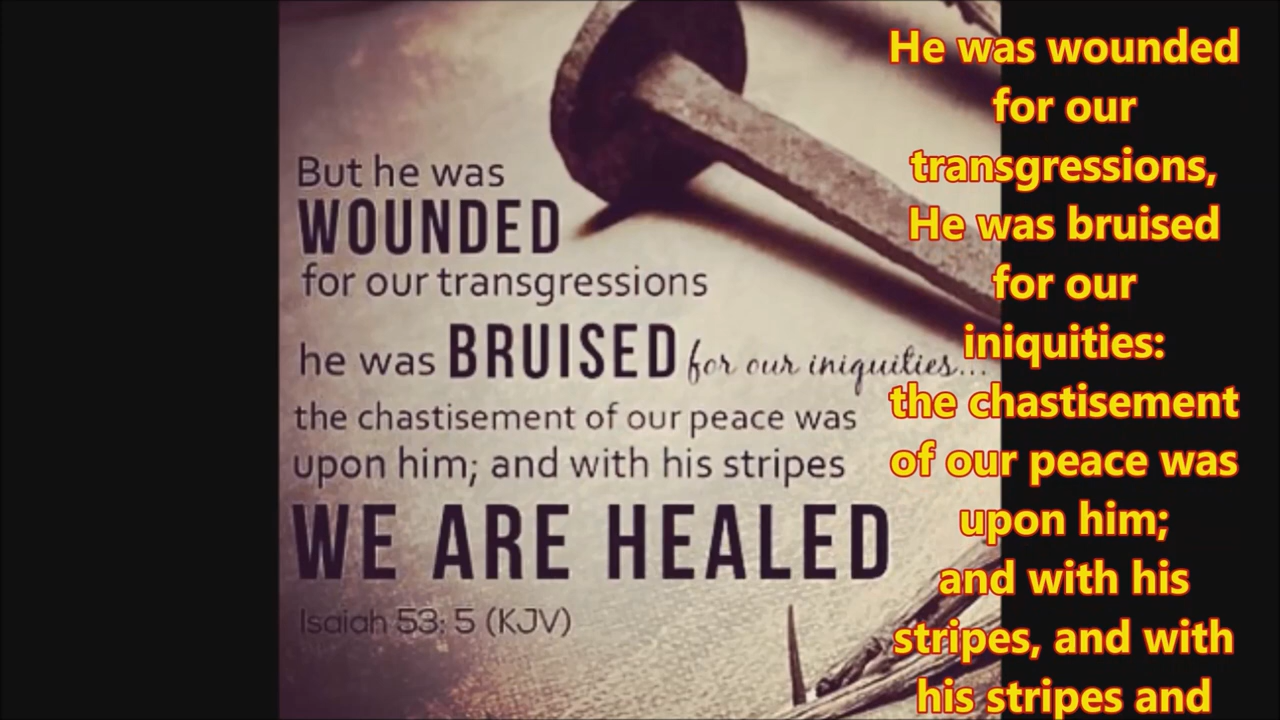 But he was
WOUNDED
for our transgressions
he was BRUISED for our iniquities...
the chastisement of our peace was
upon him; and with his stripes
WE ARE HEALED
Isaiah 53: 5 (KJV)
He was wounded
for our
transgressions,
He was bruised
for our
iniquities:
the chastisement
of our peace was
upon him;
and with his
stripes, and with
his stripes and